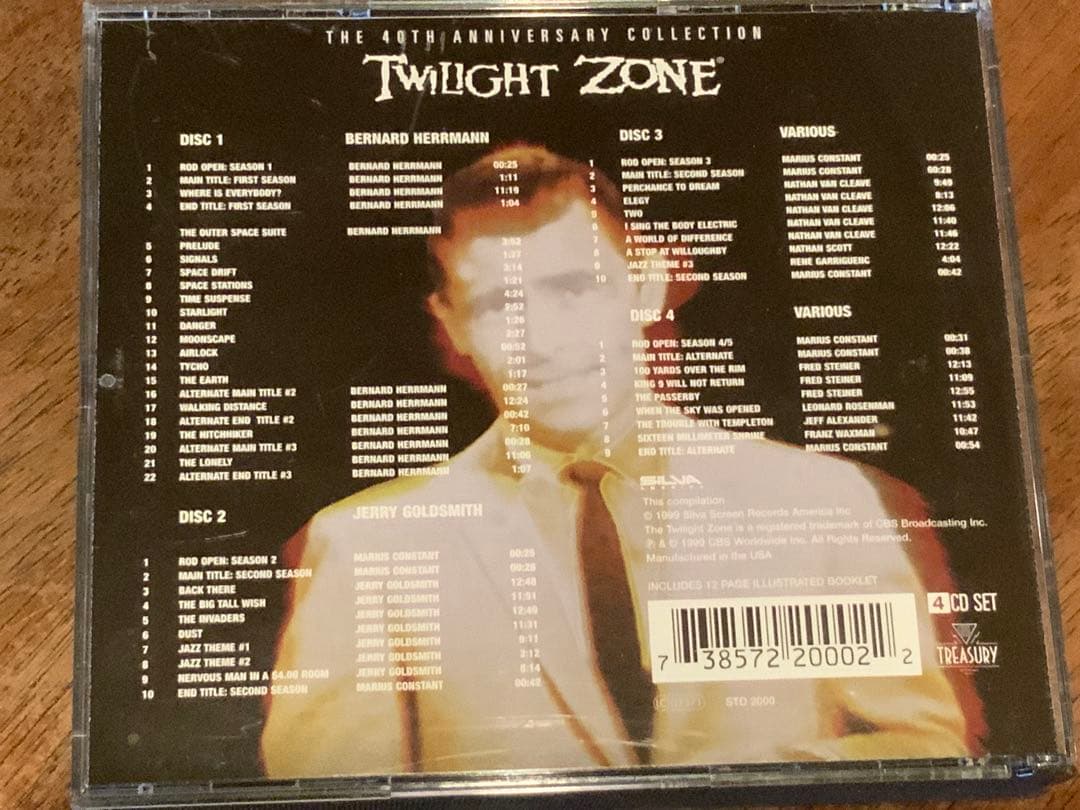 THE 40TH ANNIVERSARY COLLECTION
TWILIGHT ZONE®
DISC 1 BERNARD HERRMANN
1 ROD OPEN: SEASON 1 BERNARD HERRMANN 00:25
2 MAIN TITLE: FIRST SEASON BERNARD HERRMANN 1:11
3 WHERE IS EVERYBODY? BERNARD HERRMANN 11:19
4 END TITLE: FIRST SEASON BERNARD HERRMANN 1:04
THE OUTER SPACE SUITE BERNARD HERRMANN
5 PRELUDE 3:52
6 SIGNALS 1:37
7 SPACE DRIFT 3:14
8 SPACE STATIONS 1:21
9 TIME SUSPENSE 4:24
10 STARLIGHT 2:52
11 DANGER 1:26
12 MOONSCAPE 2:27
13 AIRLOCK 00:52
14 TYCHO 2:01
15 THE EARTH 1:17
16 ALTERNATE MAIN TITLE #2 BERNARD HERRMANN 00:27
17 WALKING DISTANCE BERNARD HERRMANN 12:24
18 ALTERNATE END TITLE #2 BERNARD HERRMANN 00:42
19 THE HITCHHIKER BERNARD HERRMANN 7:10
20 ALTERNATE MAIN TITLE #3 BERNARD HERRMANN 00:28
21 THE LONELY BERNARD HERRMANN 11:06
22 ALTERNATE END TITLE #3 BERNARD HERRMANN 1:07
DISC 2 JERRY GOLDSMITH
1 ROD OPEN: SEASON 2 MARIUS CONSTANT 00:25
2 MAIN TITLE: SECOND SEASON MARIUS CONSTANT 00:28
3 BACK THERE JERRY GOLDSMITH 12:48
4 THE BIG TALL WISH JERRY GOLDSMITH 11:51
5 THE INVADERS JERRY GOLDSMITH 12:49
6 DUST JERRY GOLDSMITH 11:31
7 JAZZ THEME #1 JERRY GOLDSMITH 9:11
8 JAZZ THEME #2 JERRY GOLDSMITH 2:12
9 NERVOUS MAN IN A $4.00 ROOM JERRY GOLDSMITH 8:14
10 END TITLE: SECOND SEASON MARIUS CONSTANT 00:42
DISC 3 VARIOUS
1 ROD OPEN: SEASON 3 MARIUS CONSTANT 00:25
2 MAIN TITLE: SECOND SEASON MARIUS CONSTANT 00:28
3 PERCHANCE TO DREAM NATHAN VAN CLEAVE 9:49
4 ELEGY NATHAN VAN CLEAVE 8:13
5 TWO NATHAN VAN CLEAVE 12:06
6 I SING THE BODY ELECTRIC NATHAN VAN CLEAVE 11:40
7 A WORLD OF DIFFERENCE NATHAN VAN CLEAVE 11:46
8 A STOP AT WILLOUGHBY NATHAN SCOTT 12:22
9 JAZZ THEME #3 RENE GARRIGUENC 4:04
10 END TITLE: SECOND SEASON MARIUS CONSTANT 00:42
DISC 4 VARIOUS
1 ROD OPEN: SEASON 4/5 MARIUS CONSTANT 00:31
2 MAIN TITLE: ALTERNATE MARIUS CONSTANT 00:38
3 100 YARDS OVER THE RIM FRED STEINER 12:13
4 KING 9 WILL NOT RETURN FRED STEINER 11:09
5 THE PASSERBY FRED STEINER 12:55
6 WHEN THE SKY WAS OPENED LEONARD ROSENMAN 11:53
7 THE TROUBLE WITH TEMPLETON JEFF ALEXANDER 11:42
8 SIXTEEN MILLIMETER SHRINE FRANZ WAXMAN 10:47
9 END TITLE: ALTERNATE MARIUS CONSTANT 00:54
SILVA
This compilation
© 1999 Silva Screen Records America Inc
The Twilight Zone is a registered trademark of CBS Broadcasting Inc.
℗ & © 1999 CBS Worldwide Inc. All Rights Reserved.
Manufactured in the USA
INCLUDES 12 PAGE ILLUSTRATED BOOKLET
4 CD SET
7 38572 20002 2
TREASURY
STD 2000